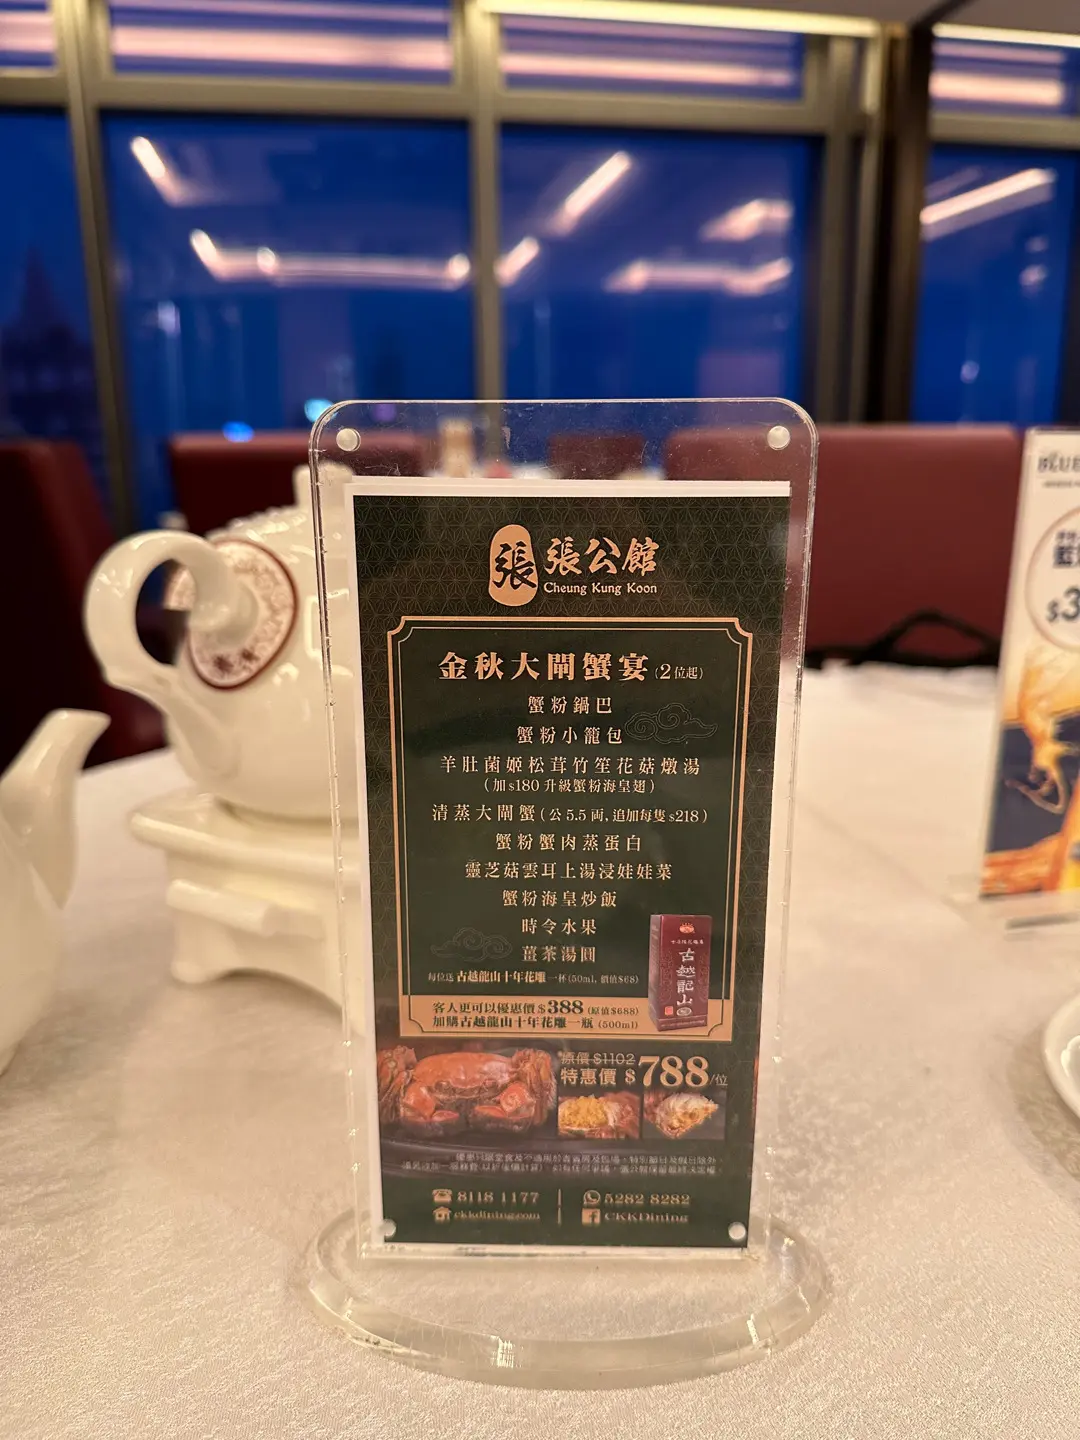 張 張公館
Cheung Kung Koon
金秋大閘蟹宴 (2位起)
蟹粉鍋巴
蟹粉小籠包
羊肚菌姬松茸竹笙花菇燉湯
(加$180升級蟹粉海皇翅)
清蒸大閘蟹(公5.5両, 追加每隻$218)
蟹粉蟹肉蒸蛋白
靈芝菇雲耳上湯浸娃娃菜
蟹粉海皇炒飯
時令水果
薑茶湯圓
每位送 古越龍山十年花雕 一杯 (50ml, 價值$68)
客人更可以優惠價$388 (原價$688)
加購古越龍山十年花雕一瓶 (500ml)
原價 $1102
特惠價 $788/位
8118 1177
5282 8282
ckkdining.com
CKKDining
BLUE
$3